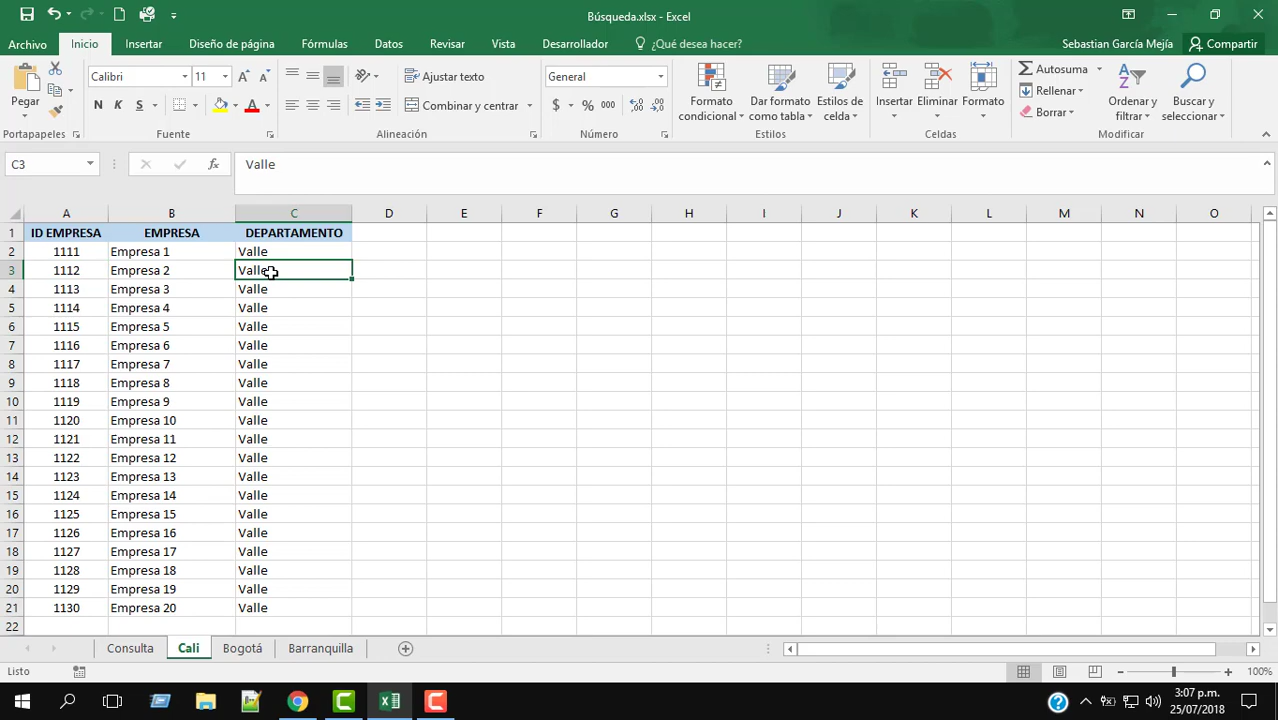 Búsqueda.xlsx - Excel
Archivo Inicio Insertar Diseño de página Fórmulas Datos Revisar Vista Desarrollador ¿Qué desea hacer? Sebastian García Mejía Compartir
Pegar
Calibri 11
N K S
Ajustar texto
Combinar y centrar
General
$ % 000
Formato condicional
Dar formato como tabla
Estilos de celda
Insertar Eliminar Formato
Autosuma
Rellenar
Borrar
Ordenar y filtrar
Buscar y seleccionar
Portapapeles Fuente Alineación Número Estilos Celdas Modificar
C3 fx Valle
A B C D E F G H I J K L M N O
1 ID EMPRESA EMPRESA DEPARTAMENTO
2 1111 Empresa 1 Valle
3 1112 Empresa 2 Valle
4 1113 Empresa 3 Valle
5 1114 Empresa 4 Valle
6 1115 Empresa 5 Valle
7 1116 Empresa 6 Valle
8 1117 Empresa 7 Valle
9 1118 Empresa 8 Valle
10 1119 Empresa 9 Valle
11 1120 Empresa 10 Valle
12 1121 Empresa 11 Valle
13 1122 Empresa 12 Valle
14 1123 Empresa 13 Valle
15 1124 Empresa 14 Valle
16 1125 Empresa 15 Valle
17 1126 Empresa 16 Valle
18 1127 Empresa 17 Valle
19 1128 Empresa 18 Valle
20 1129 Empresa 19 Valle
21 1130 Empresa 20 Valle
22
Consulta Cali Bogotá Barranquilla
Listo 100%
3:07 p.m.
25/07/2018